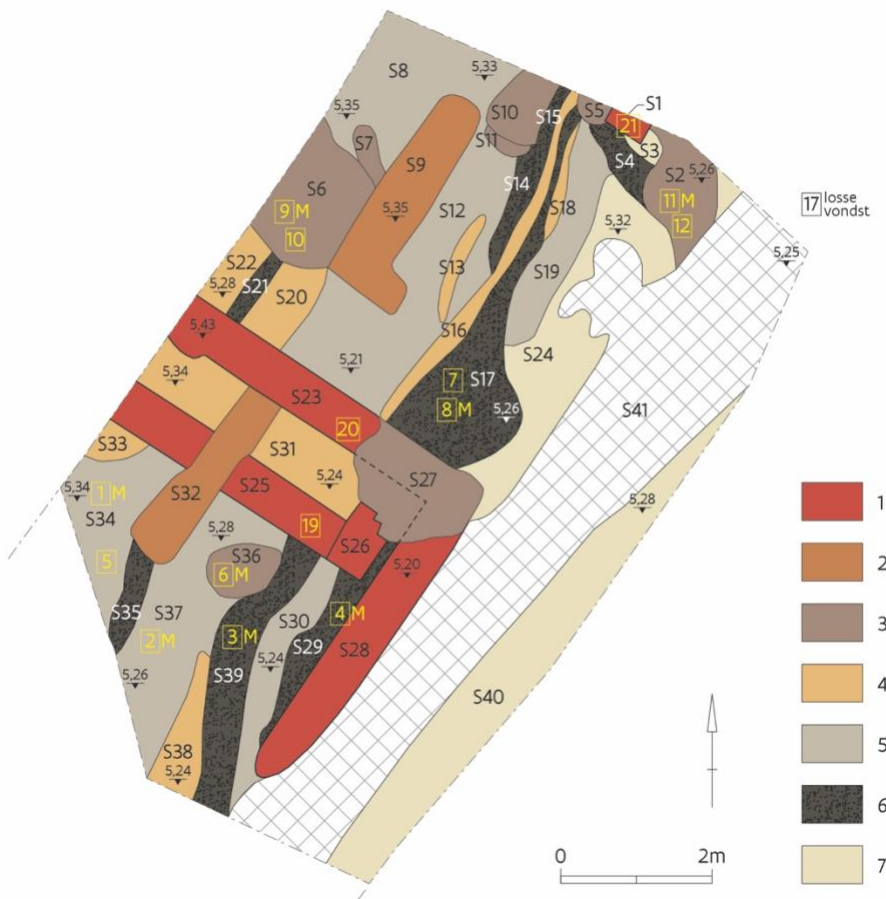 5,33
S8
5,35
S10
S15
S5
S1
21
S3
S11
S7
S9
S4
S2
5,26
S6
S14
11 M
17 losse
vondst
9 M
5,35
S12
S18
12
10
5,32
5,25
S22
S13
S19
5,28
S21
S20
S16
5,43
S24
5,21
5,34
7
S17
S23
8 M
5,26
S41
20
S33
S31
S27
5,34
1 M
S32
S25
5,24
5,28
S34
19
1
S26
S36
2
5
6 M
5,20
S35
S37
S30
4 M
3
2 M
3 M
S29
S28
5,26
S39
5,24
S40
4
S38
5
5,24
6
0
2m
7